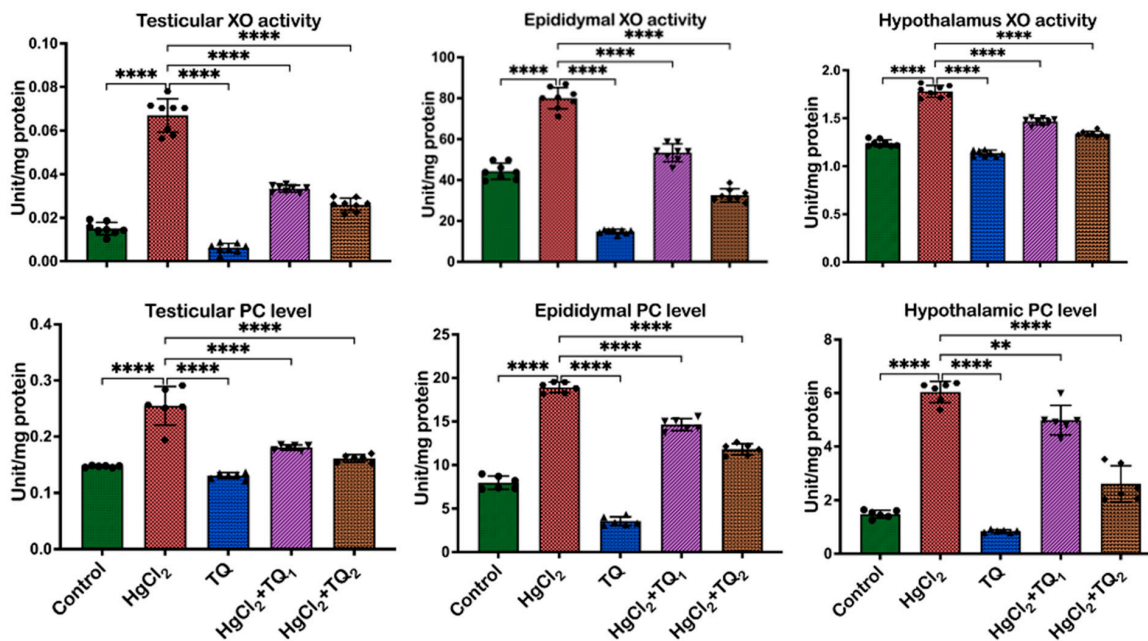 Testicular XO activity
Unit/mg protein
0.10
0.08
0.06
0.04
0.02
0.00
****
****
****
****
Epididymal XO activity
Unit/mg protein
100
80
60
40
20
0
****
****
****
****
Hypothalamus XO activity
Unit/mg protein
2.0
1.5
1.0
0.5
0.0
****
****
****
****
Testicular PC level
Unit/mg protein
0.4
0.3
0.2
0.1
0.0
****
****
****
****
Control
HgCl₂
TQ
HgCl₂+TQ₁
HgCl₂+TQ₂
Epididymal PC level
Unit/mg protein
25
20
15
10
5
0
****
****
****
****
Control
HgCl₂
TQ
HgCl₂+TQ₁
HgCl₂+TQ₂
Hypothalamic PC level
Unit/mg protein
8
6
4
2
0
****
**
****
****
Control
HgCl₂
TQ
HgCl₂+TQ₁
HgCl₂+TQ₂